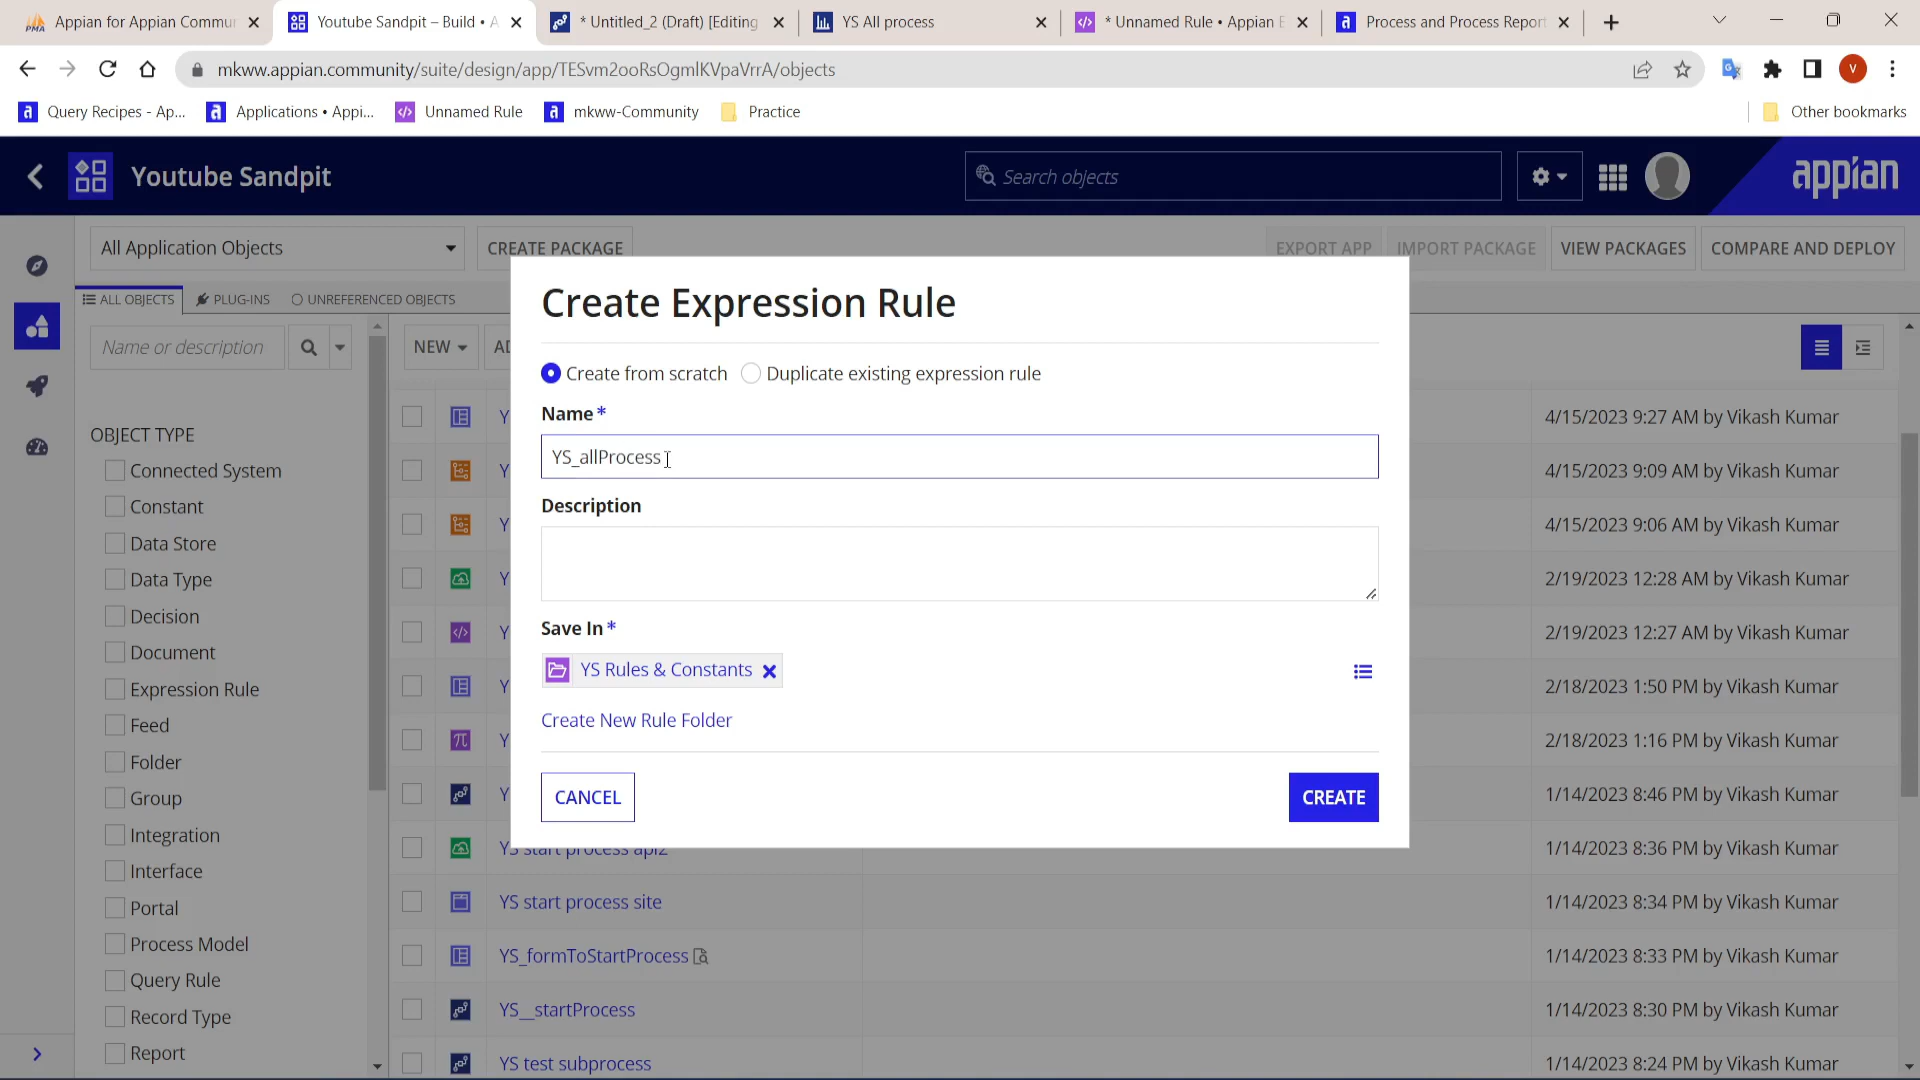 Appian for Appian Commur
Youtube Sandpit – Build • A
* Untitled_2 (Draft) [Editing
YS All process
* Unnamed Rule • Appian E
Process and Process Report
mkww.appian.community/suite/design/app/TESvm2ooRsOgmlKVpaVrrA/objects
V
Query Recipes - Ap...
Applications • Appi...
Unnamed Rule
mkww-Community
Practice
Other bookmarks
Youtube Sandpit
Search objects
appian
All Application Objects
CREATE PACKAGE
EXPORT APP
IMPORT PACKAGE
VIEW PACKAGES
COMPARE AND DEPLOY
ALL OBJECTS
PLUG-INS
UNREFERENCED OBJECTS
Name or description
NEW
AD
Create Expression Rule
Create from scratch
Duplicate existing expression rule
Name *
YS_allProcess
Description
Save In *
YS Rules & Constants
Create New Rule Folder
CANCEL
CREATE
OBJECT TYPE
Connected System
Constant
Data Store
Data Type
Decision
Document
Expression Rule
Feed
Folder
Group
Integration
Interface
Portal
Process Model
Query Rule
Record Type
Report
4/15/2023 9:27 AM by Vikash Kumar
4/15/2023 9:09 AM by Vikash Kumar
4/15/2023 9:06 AM by Vikash Kumar
2/19/2023 12:28 AM by Vikash Kumar
2/19/2023 12:27 AM by Vikash Kumar
2/18/2023 1:50 PM by Vikash Kumar
2/18/2023 1:16 PM by Vikash Kumar
1/14/2023 8:46 PM by Vikash Kumar
YS start process api2
1/14/2023 8:36 PM by Vikash Kumar
YS start process site
1/14/2023 8:34 PM by Vikash Kumar
YS_formToStartProcess
1/14/2023 8:33 PM by Vikash Kumar
YS__startProcess
1/14/2023 8:30 PM by Vikash Kumar
YS test subprocess
1/14/2023 8:24 PM by Vikash Kumar